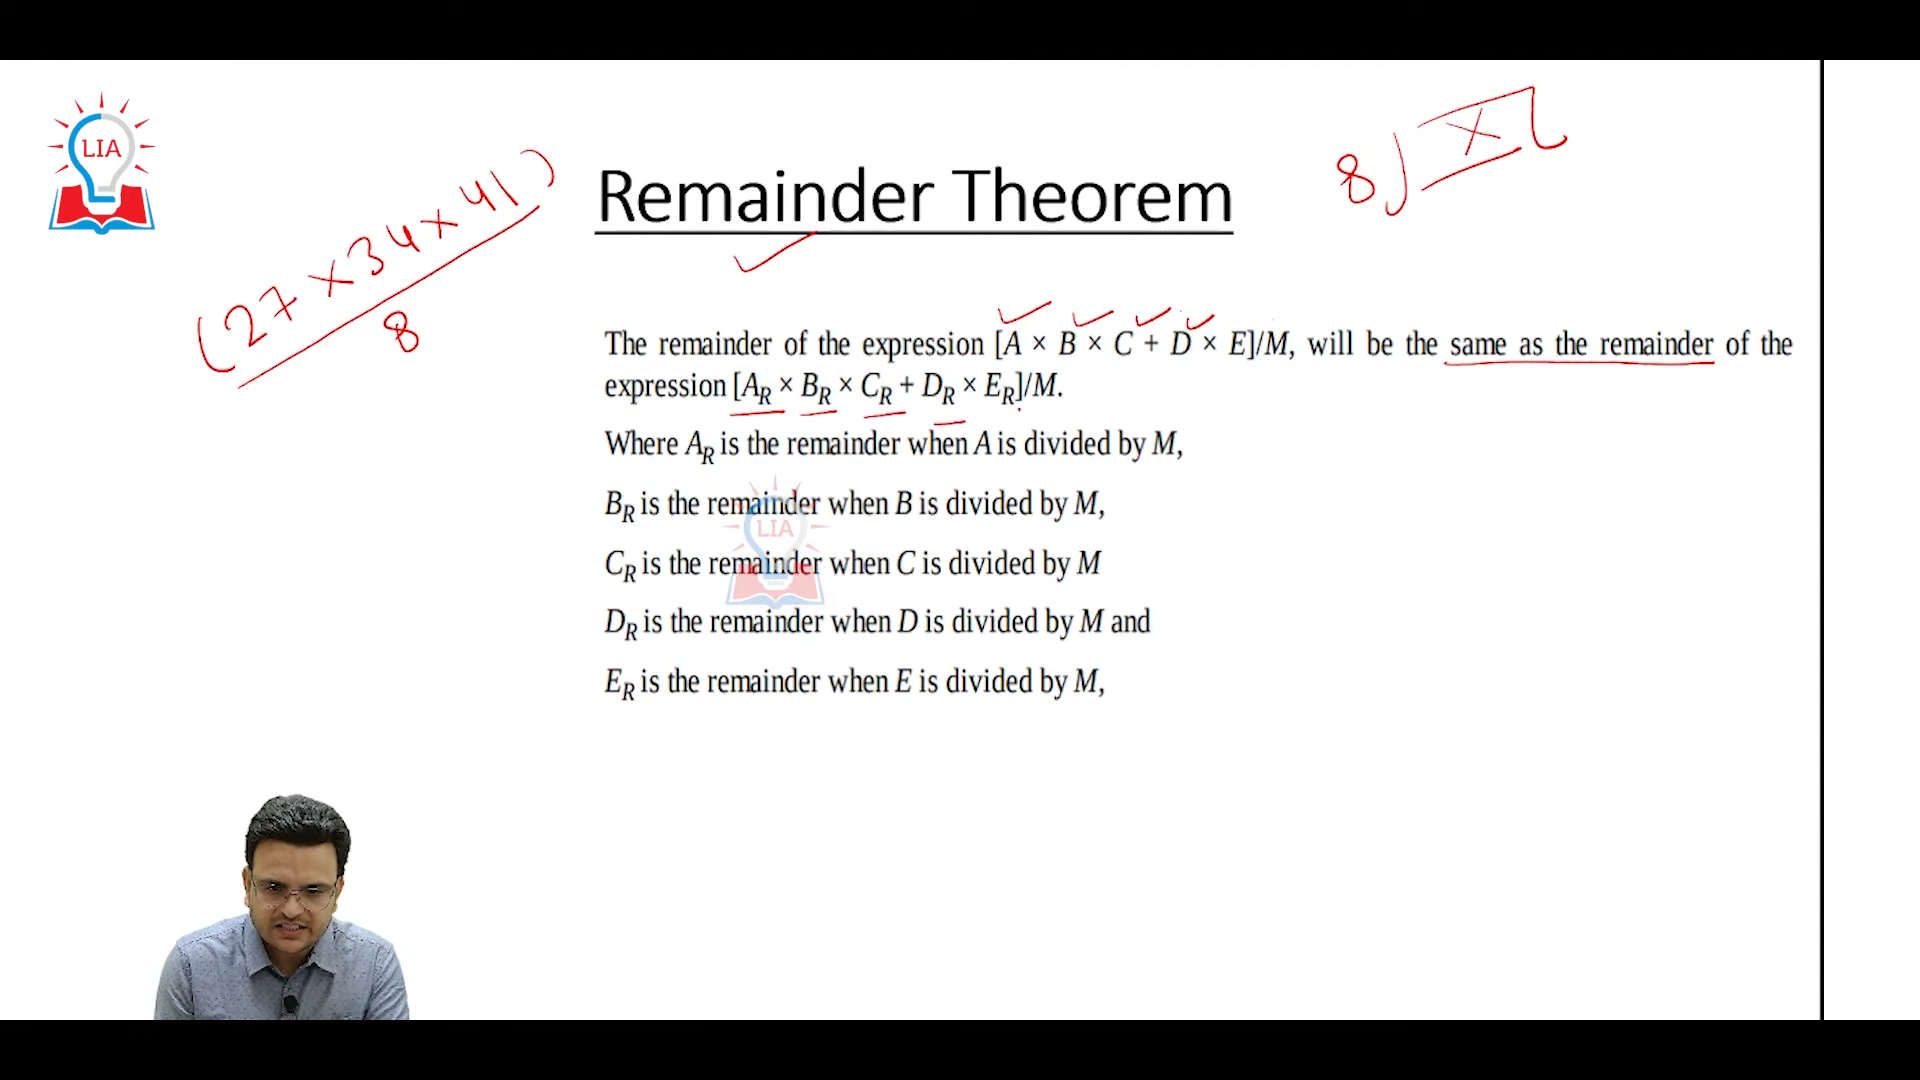 LIA
(27 × 34 × 41)
8
Remainder Theorem
8) X (
The remainder of the expression [A × B × C + D × E]/M, will be the same as the remainder of the
expression [A_R × B_R × C_R + D_R × E_R]/M.
Where A_R is the remainder when A is divided by M,
B_R is the remainder when B is divided by M,
LIA
C_R is the remainder when C is divided by M
D_R is the remainder when D is divided by M and
E_R is the remainder when E is divided by M,